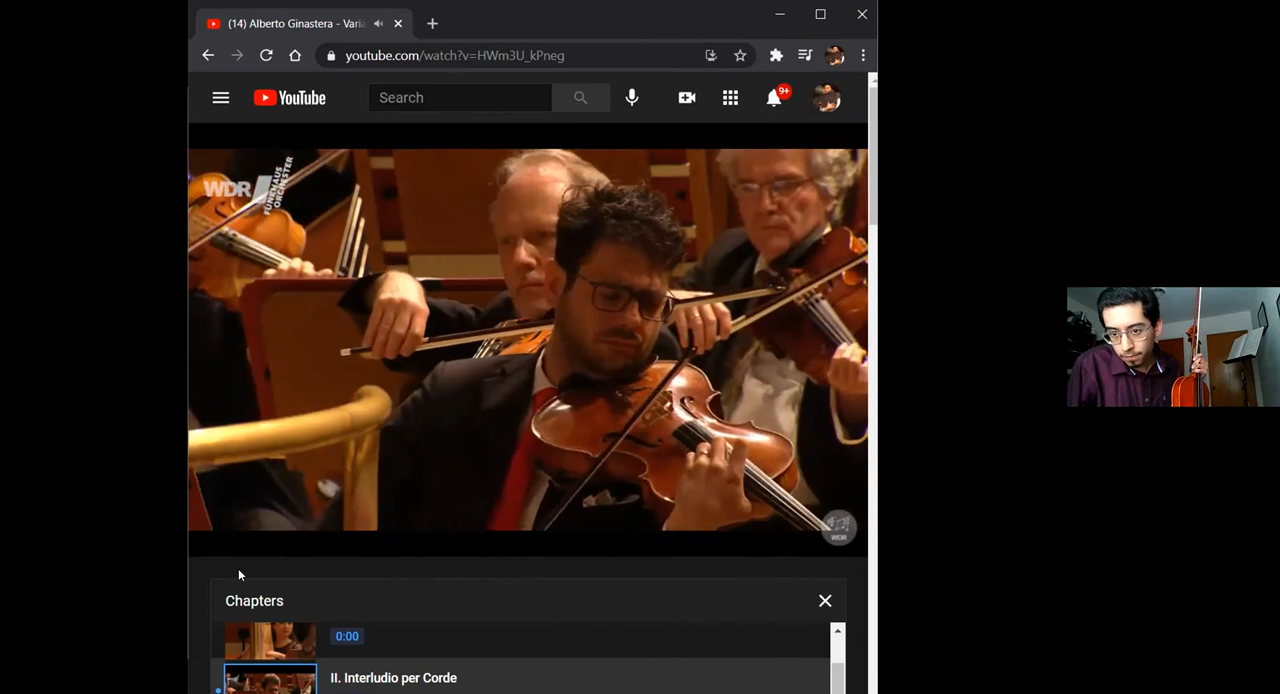 (14) Alberto Ginastera - Varia
youtube.com/watch?v=HWm3U_kPneg
YouTube
Search
9+
WDR
FUNKHAUS
ORCHESTER
WDR
Chapters
0:00
II. Interludio per Corde